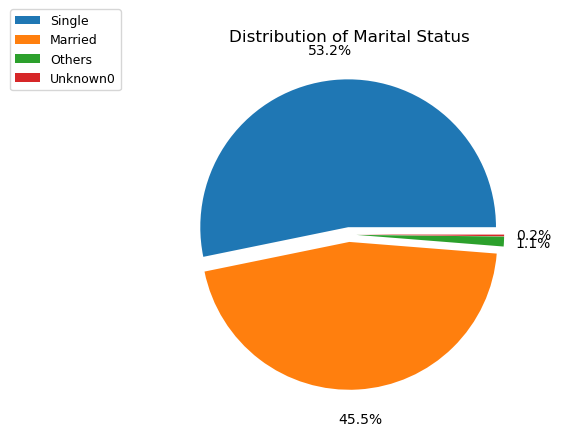 Single
Married
Others
Unknown0
Distribution of Marital Status
53.2%
0.2%
1.1%
45.5%